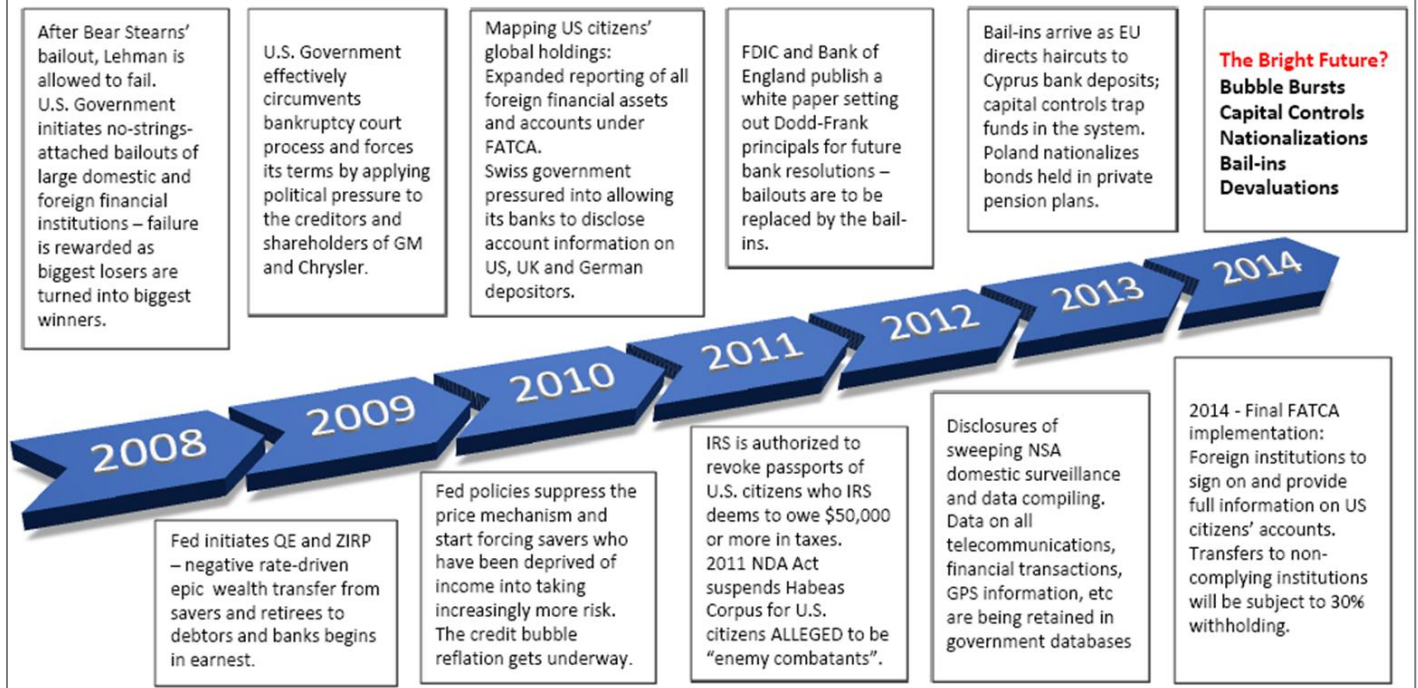 After Bear Stearns'
bailout, Lehman is
allowed to fail.
U.S. Government
initiates no-strings-
attached bailouts of
large domestic and
foreign financial
institutions – failure
is rewarded as
biggest losers are
turned into biggest
winners.
U.S. Government
effectively
circumvents
bankruptcy court
process and forces
its terms by applying
political pressure to
the creditors and
shareholders of GM
and Chrysler.
Mapping US citizens'
global holdings:
Expanded reporting of all
foreign financial assets
and accounts under
FATCA.
Swiss government
pressured into allowing
its banks to disclose
account information on
US, UK and German
depositors.
FDIC and Bank of
England publish a
white paper setting
out Dodd-Frank
principals for future
bank resolutions –
bailouts are to be
replaced by the bail-
ins.
Bail-ins arrive as EU
directs haircuts to
Cyprus bank deposits;
capital controls trap
funds in the system.
Poland nationalizes
bonds held in private
pension plans.
The Bright Future?
Bubble Bursts
Capital Controls
Nationalizations
Bail-ins
Devaluations
2008
2009
2010
2011
2012
2013
2014
Fed initiates QE and ZIRP
– negative rate-driven
epic wealth transfer from
savers and retirees to
debtors and banks begins
in earnest.
Fed policies suppress the
price mechanism and
start forcing savers who
have been deprived of
income into taking
increasingly more risk.
The credit bubble
reflation gets underway.
IRS is authorized to
revoke passports of
U.S. citizens who IRS
deems to owe $50,000
or more in taxes.
2011 NDA Act
suspends Habeas
Corpus for U.S.
citizens ALLEGED to be
"enemy combatants".
Disclosures of
sweeping NSA
domestic surveillance
and data compiling.
Data on all
telecommunications,
financial transactions,
GPS information, etc
are being retained in
government databases
2014 - Final FATCA
implementation:
Foreign institutions to
sign on and provide
full information on US
citizens' accounts.
Transfers to non-
complying institutions
will be subject to 30%
withholding.